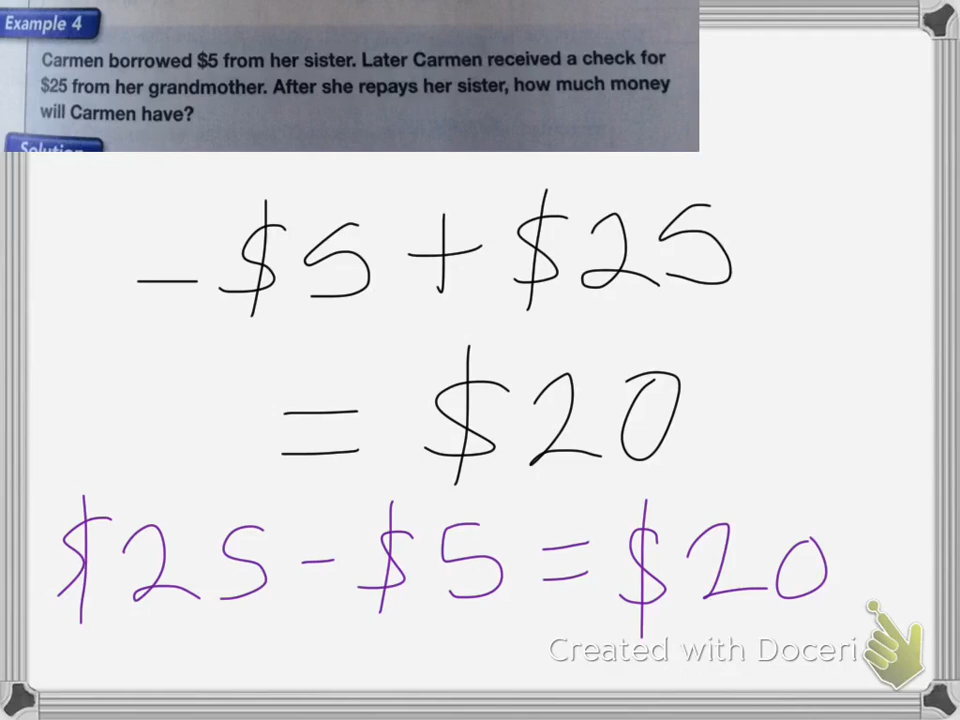 Example 4
Carmen borrowed $5 from her sister. Later Carmen received a check for
$25 from her grandmother. After she repays her sister, how much money
will Carmen have?
Solution
- $5 + $25
= $20
$25 - $5 = $20
Created with Doceri